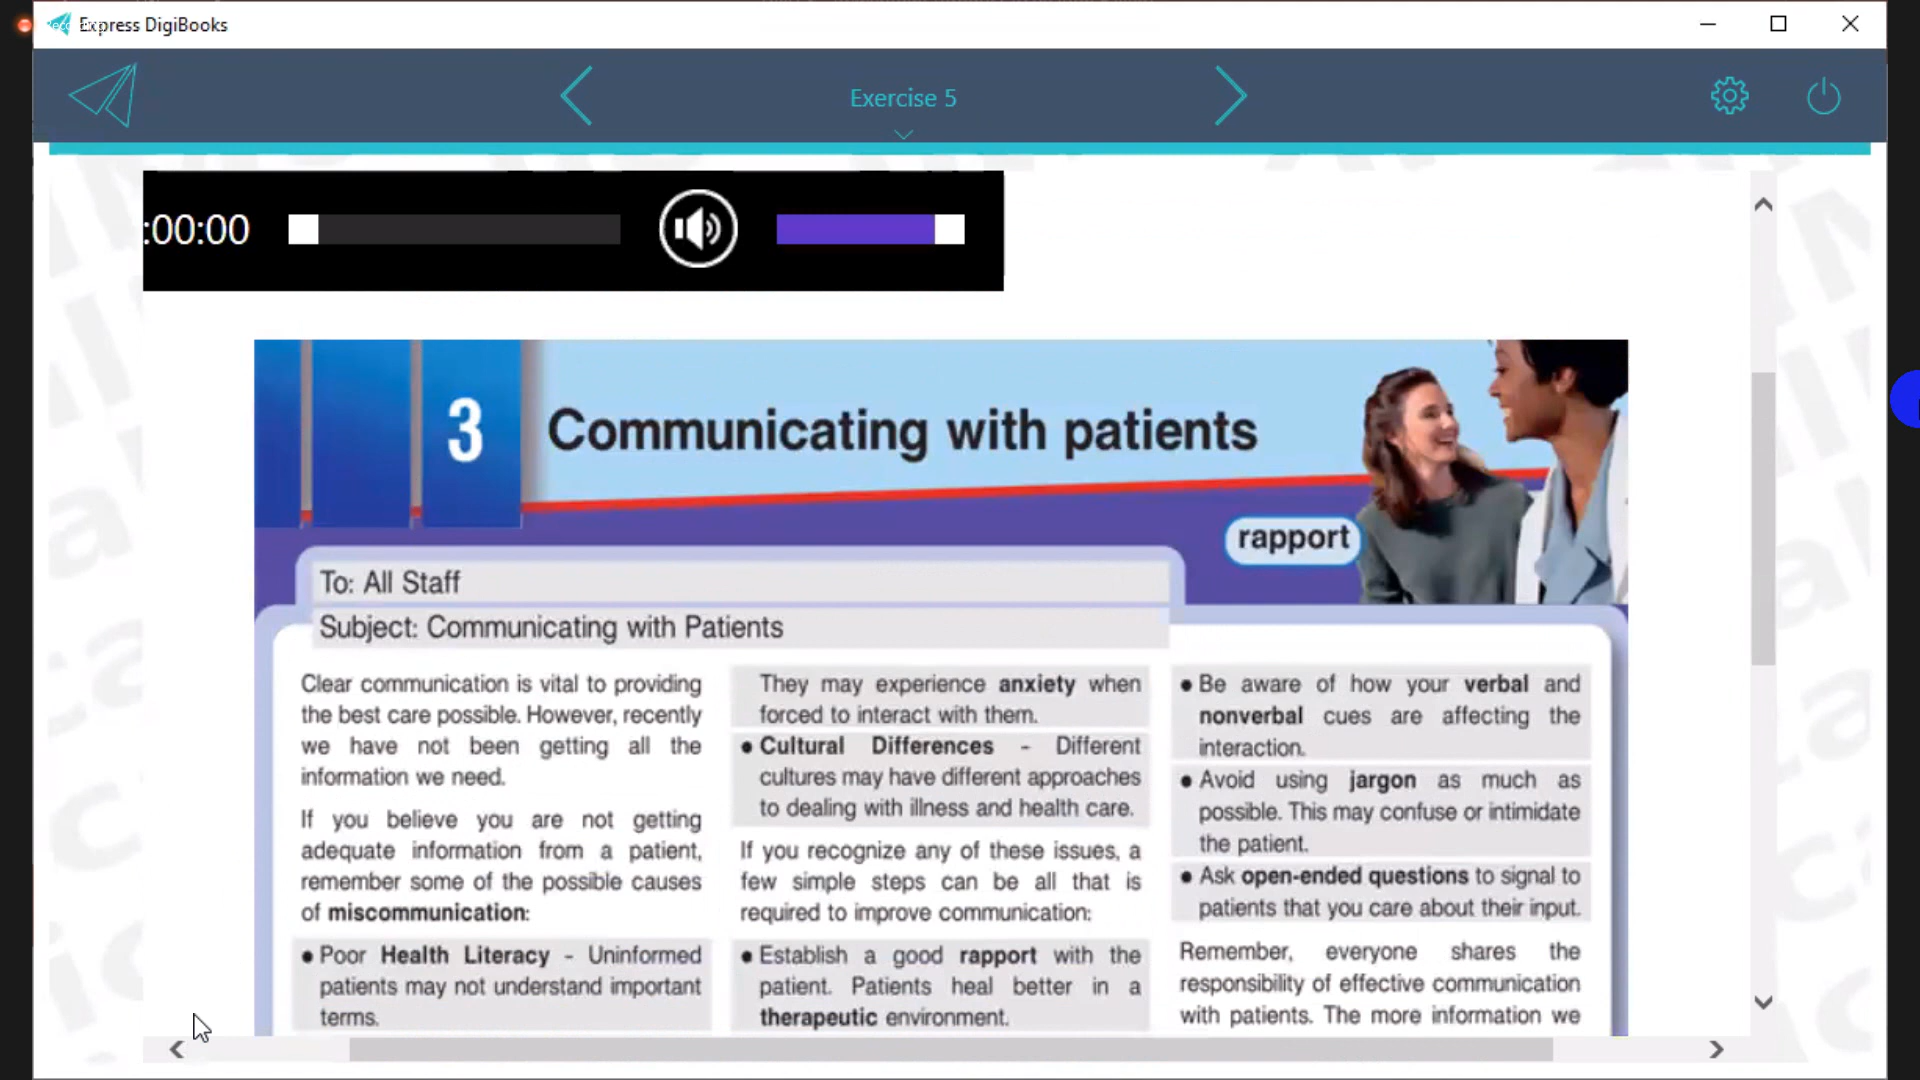 Express DigiBooks
Exercise 5
:00:00
3
Communicating with patients
rapport
To: All Staff
Subject: Communicating with Patients
Clear communication is vital to providing
the best care possible. However, recently
we have not been getting all the
information we need.
If you believe you are not getting
adequate information from a patient,
remember some of the possible causes
of miscommunication:
• Poor Health Literacy - Uninformed
patients may not understand important
terms.
They may experience anxiety when
forced to interact with them.
• Cultural Differences - Different
cultures may have different approaches
to dealing with illness and health care.
If you recognize any of these issues, a
few simple steps can be all that is
required to improve communication:
• Establish a good rapport with the
patient. Patients heal better in a
therapeutic environment.
• Be aware of how your verbal and
nonverbal cues are affecting the
interaction.
• Avoid using jargon as much as
possible. This may confuse or intimidate
the patient.
• Ask open-ended questions to signal to
patients that you care about their input.
Remember, everyone shares the
responsibility of effective communication
with patients. The more information we